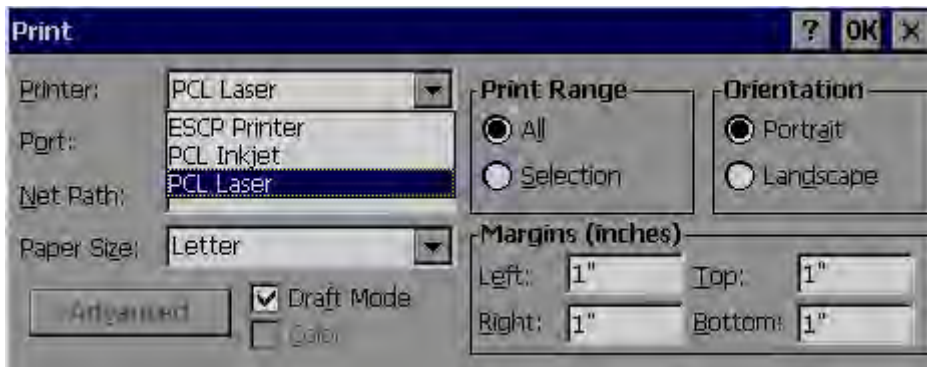 Print ? OK ×
Printer: PCL Laser
ESCP Printer
PCL Inkjet
PCL Laser
Port:
Net Path:
Paper Size: Letter
Advanced
Draft Mode
Color
Print Range
All
Selection
Orientation
Portrait
Landscape
Margins (inches)
Left: 1" Top: 1"
Right: 1" Bottom: 1"